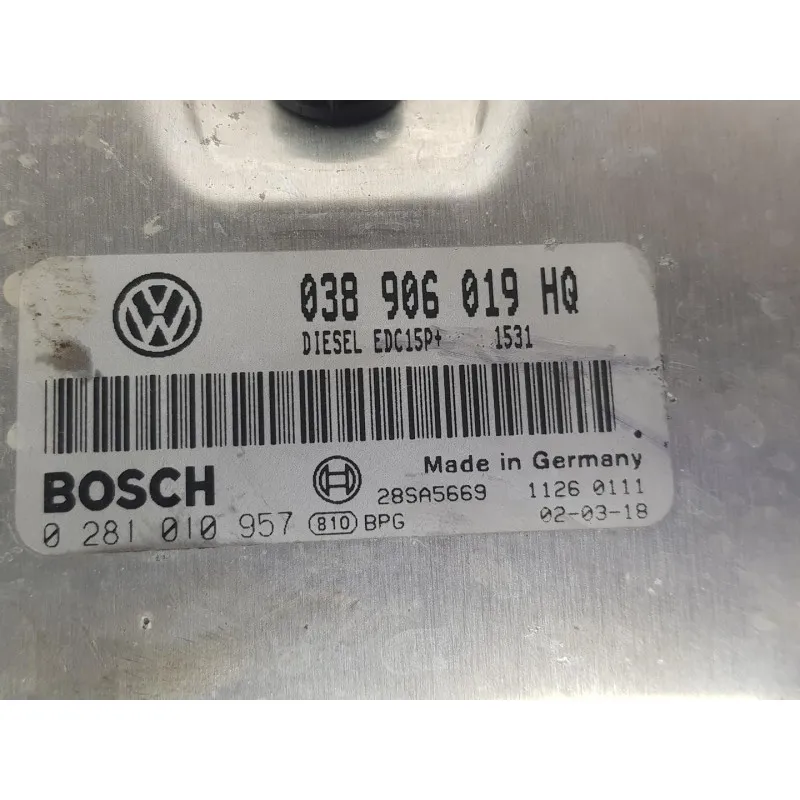 038 906 019 HQ
DIESEL EDC15P+ 1531
BOSCH
Made in Germany
28SA5669 1126 0111
0 281 010 957 810 BPG 02-03-18